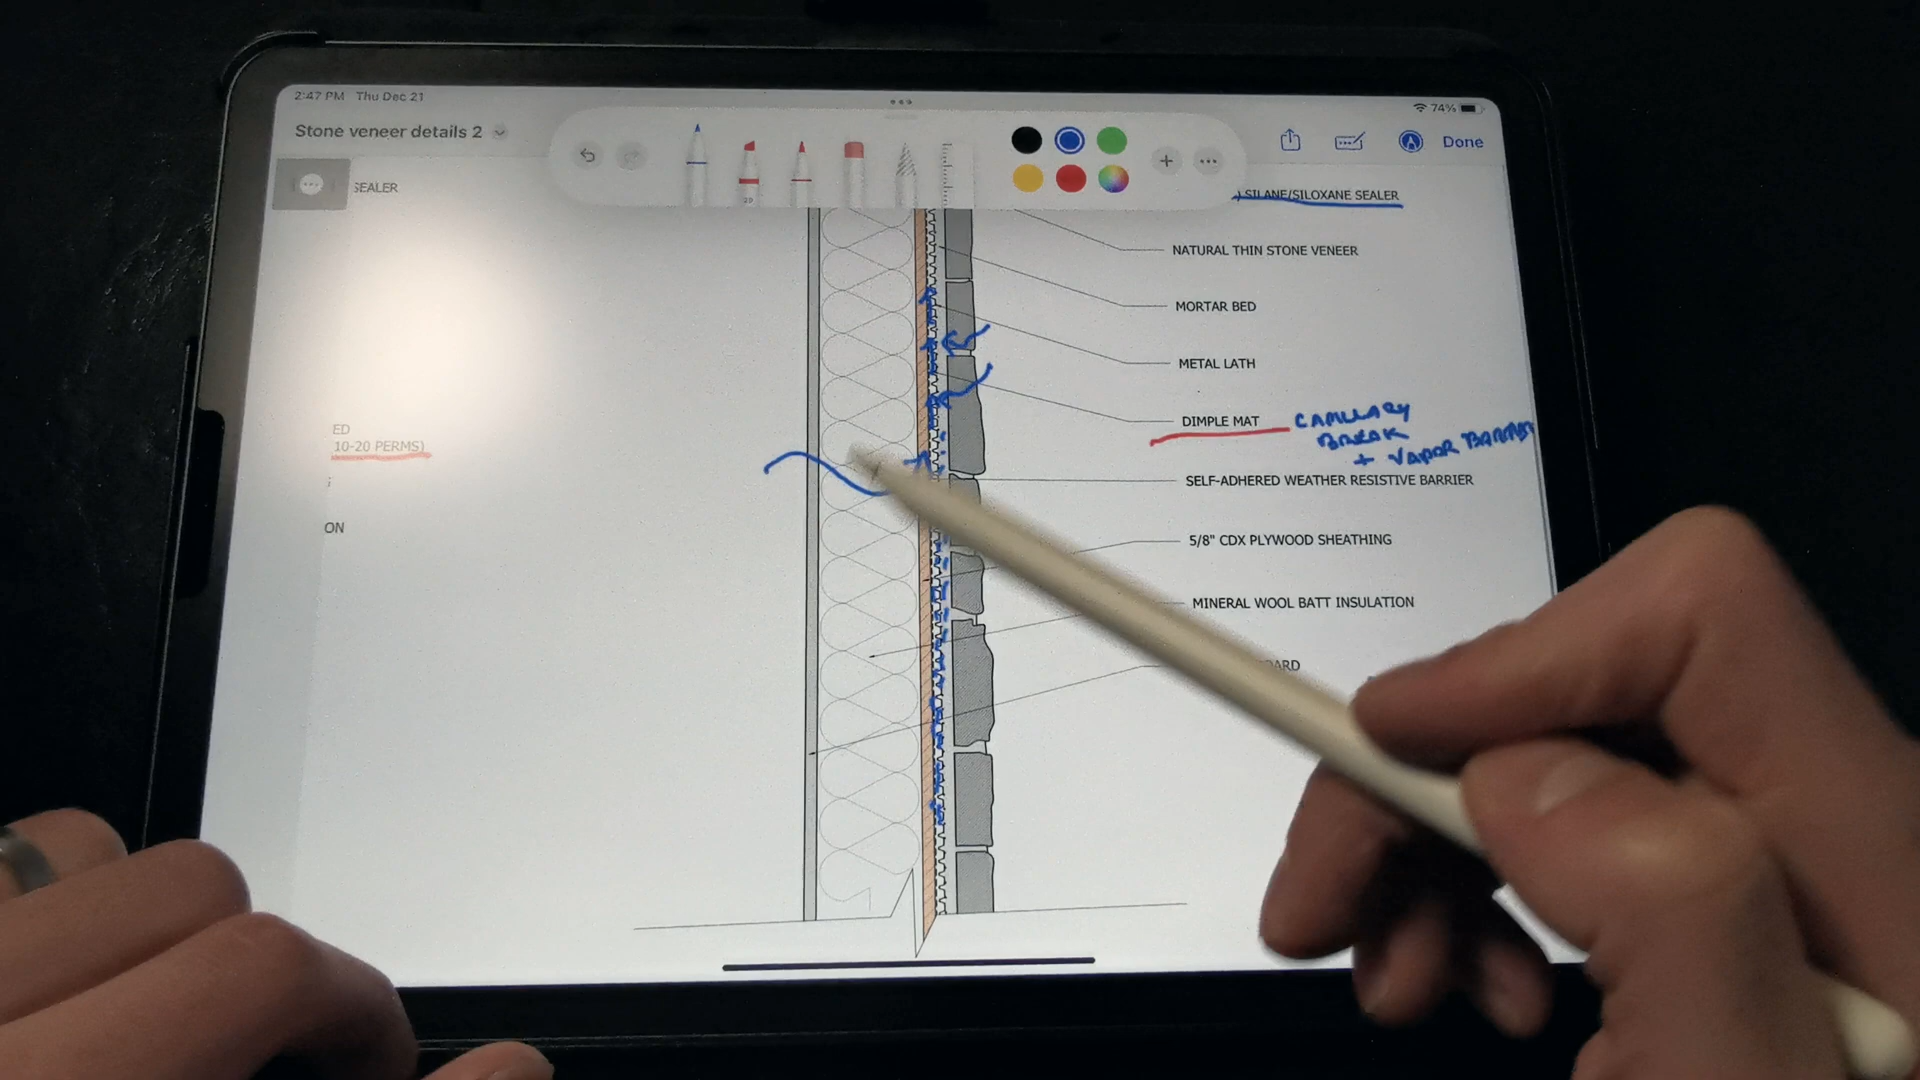 2:47 PM Thu Dec 21
74%
Stone veneer details 2
Done
SEALER
) SILANE/SILOXANE SEALER
NATURAL THIN STONE VENEER
MORTAR BED
METAL LATH
DIMPLE MAT
CAPILLARY
BREAK
+ VAPOR BARRIER
ED
10-20 PERMS)
SELF-ADHERED WEATHER RESISTIVE BARRIER
ON
5/8" CDX PLYWOOD SHEATHING
MINERAL WOOL BATT INSULATION